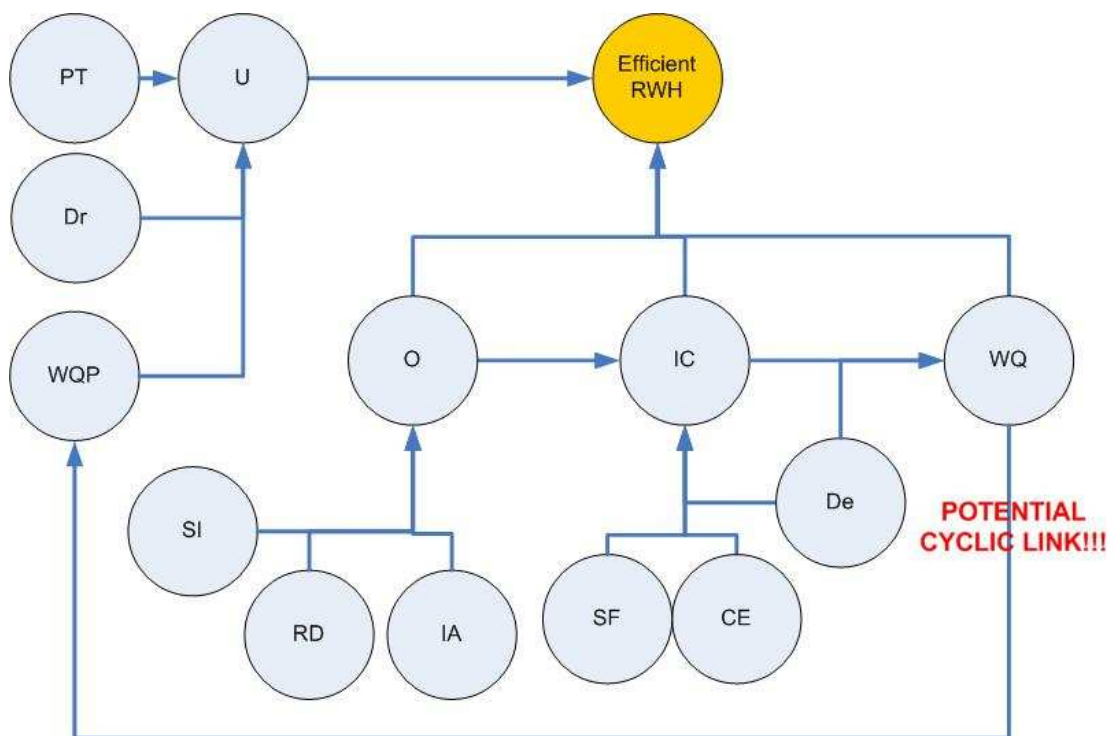 PT
U
Efficient
RWH
Dr
WQP
O
IC
WQ
SI
De
POTENTIAL
CYCLIC LINK!!!
RD
IA
SF
CE